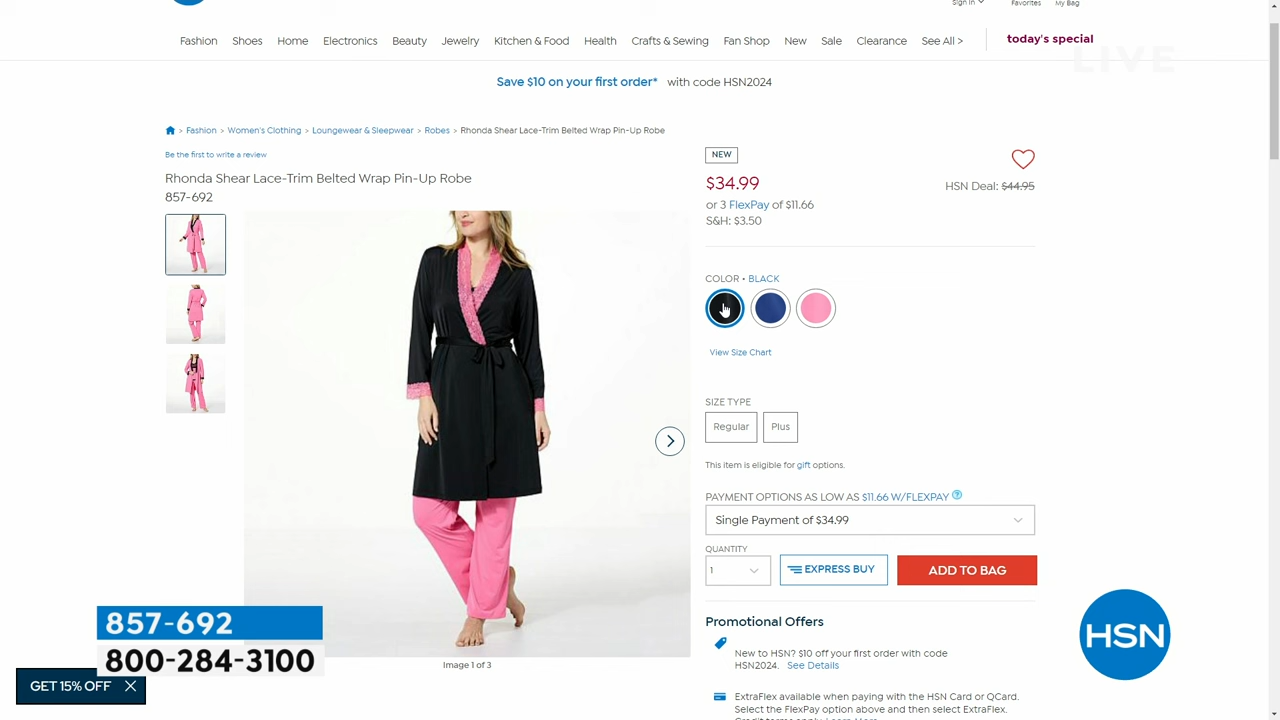 Sign In
Favorites
My Bag
Fashion Shoes Home Electronics Beauty Jewelry Kitchen & Food Health Crafts & Sewing Fan Shop New Sale Clearance See All >
today's special
LIVE
Save $10 on your first order* with code HSN2024
> Fashion > Women's Clothing > Loungewear & Sleepwear > Robes > Rhonda Shear Lace-Trim Belted Wrap Pin-Up Robe
Be the first to write a review
Rhonda Shear Lace-Trim Belted Wrap Pin-Up Robe
857-692
NEW
$34.99
HSN Deal: $44.95
or 3 FlexPay of $11.66
S&H: $3.50
COLOR • BLACK
View Size Chart
SIZE TYPE
Regular
Plus
This item is eligible for gift options.
PAYMENT OPTIONS AS LOW AS $11.66 W/FLEXPAY ?
Single Payment of $34.99
QUANTITY
1
EXPRESS BUY
ADD TO BAG
Promotional Offers
New to HSN? $10 off your first order with code
HSN2024. See Details
ExtraFlex available when paying with the HSN Card or QCard.
Select the FlexPay option above and then select ExtraFlex.
Image 1 of 3
857-692
800-284-3100
GET 15% OFF X
HSN